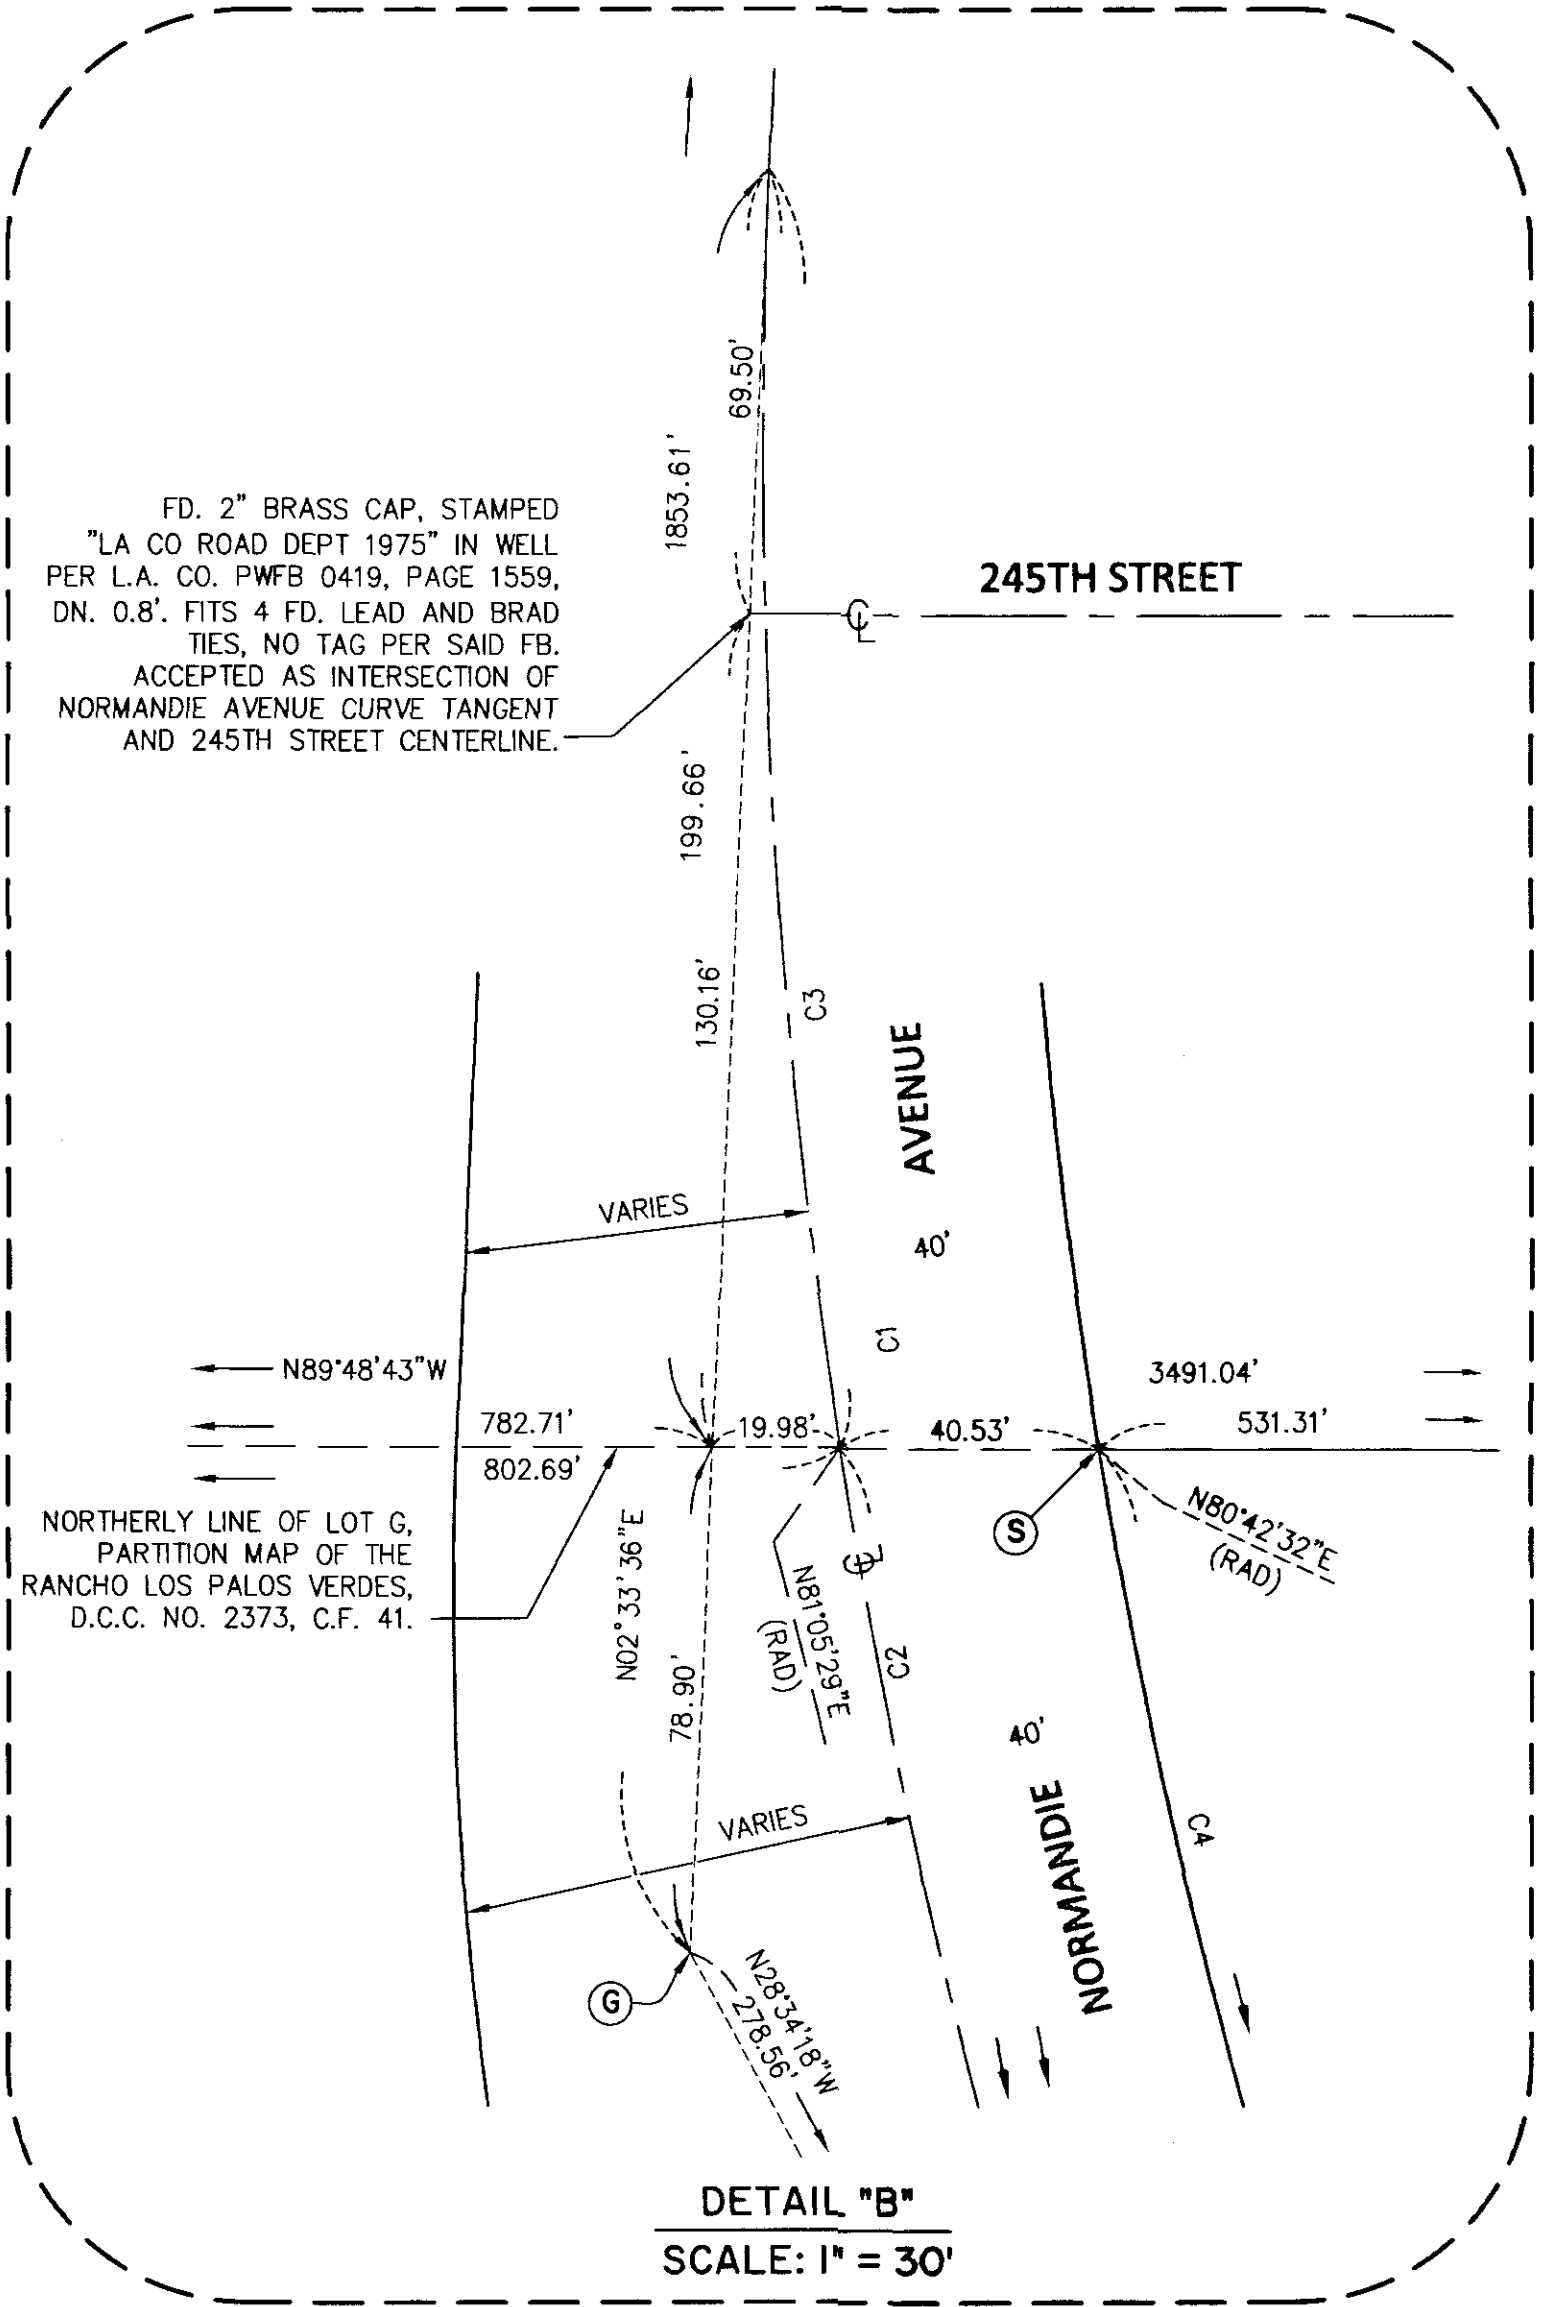 69.50'
1853.61'
FD. 2" BRASS CAP, STAMPED
"LA CO ROAD DEPT 1975" IN WELL
PER L.A. CO. PWFB 0419, PAGE 1559,
DN. 0.8'. FITS 4 FD. LEAD AND BRAD
TIES, NO TAG PER SAID FB.
ACCEPTED AS INTERSECTION OF
NORMANDIE AVENUE CURVE TANGENT
AND 245TH STREET CENTERLINE.
245TH STREET
℄
199.66'
130.16'
C3
AVENUE
VARIES
40'
C1
N89°48'43"W
3491.04'
782.71'
19.98'
40.53'
531.31'
802.69'
NORTHERLY LINE OF LOT G,
PARTITION MAP OF THE
RANCHO LOS PALOS VERDES,
D.C.C. NO. 2373, C.F. 41.
N02°33'36"E
S
N80°42'32"E
(RAD)
℄
N81°05'29"E
(RAD)
C2
78.90'
40'
NORMANDIE
VARIES
C4
G
N28°34'18"W
278.56'
DETAIL "B"
SCALE: 1" = 30'